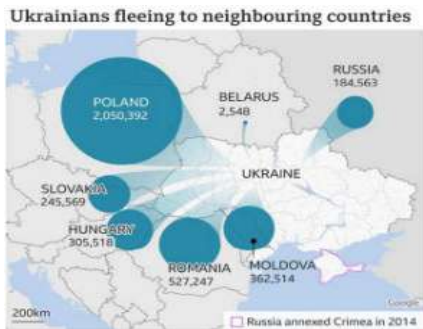 Ukrainians fleeing to neighbouring countries
RUSSIA
184,563
POLAND
2,050,392
BELARUS
2,548
UKRAINE
SLOVAKIA
245,569
HUNGARY
305,518
ROMANIA
527,247
MOLDOVA
362,514
200km
Google
Russia annexed Crimea in 2014